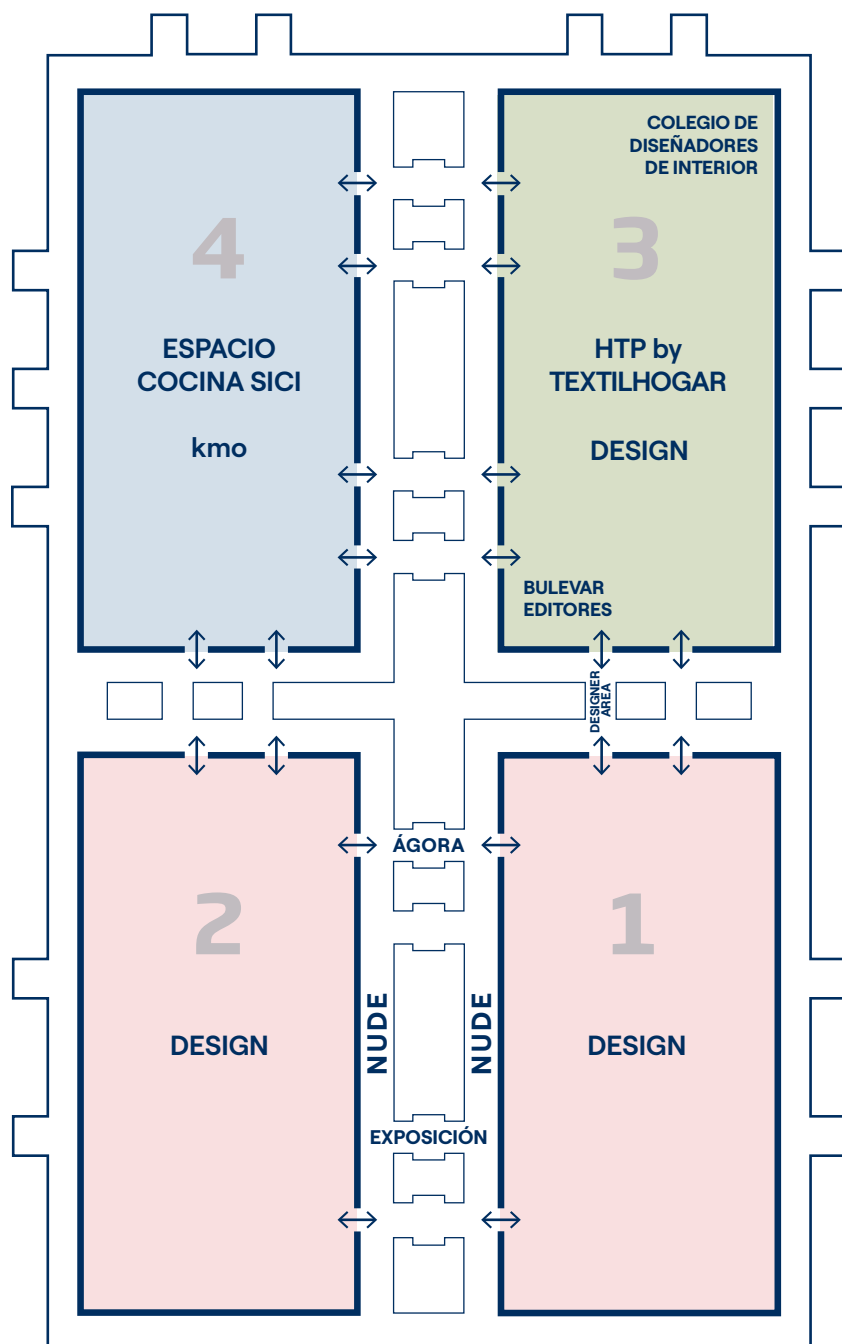 COLEGIO DE
DISEÑADORES
DE INTERIOR
4
3
ESPACIO
COCINA SICI
kmo
HTP by
TEXTILHOGAR
DESIGN
BULEVAR
EDITORES
DESIGNER
AREA
ÁGORA
2
1
NUDE
NUDE
DESIGN
DESIGN
EXPOSICIÓN